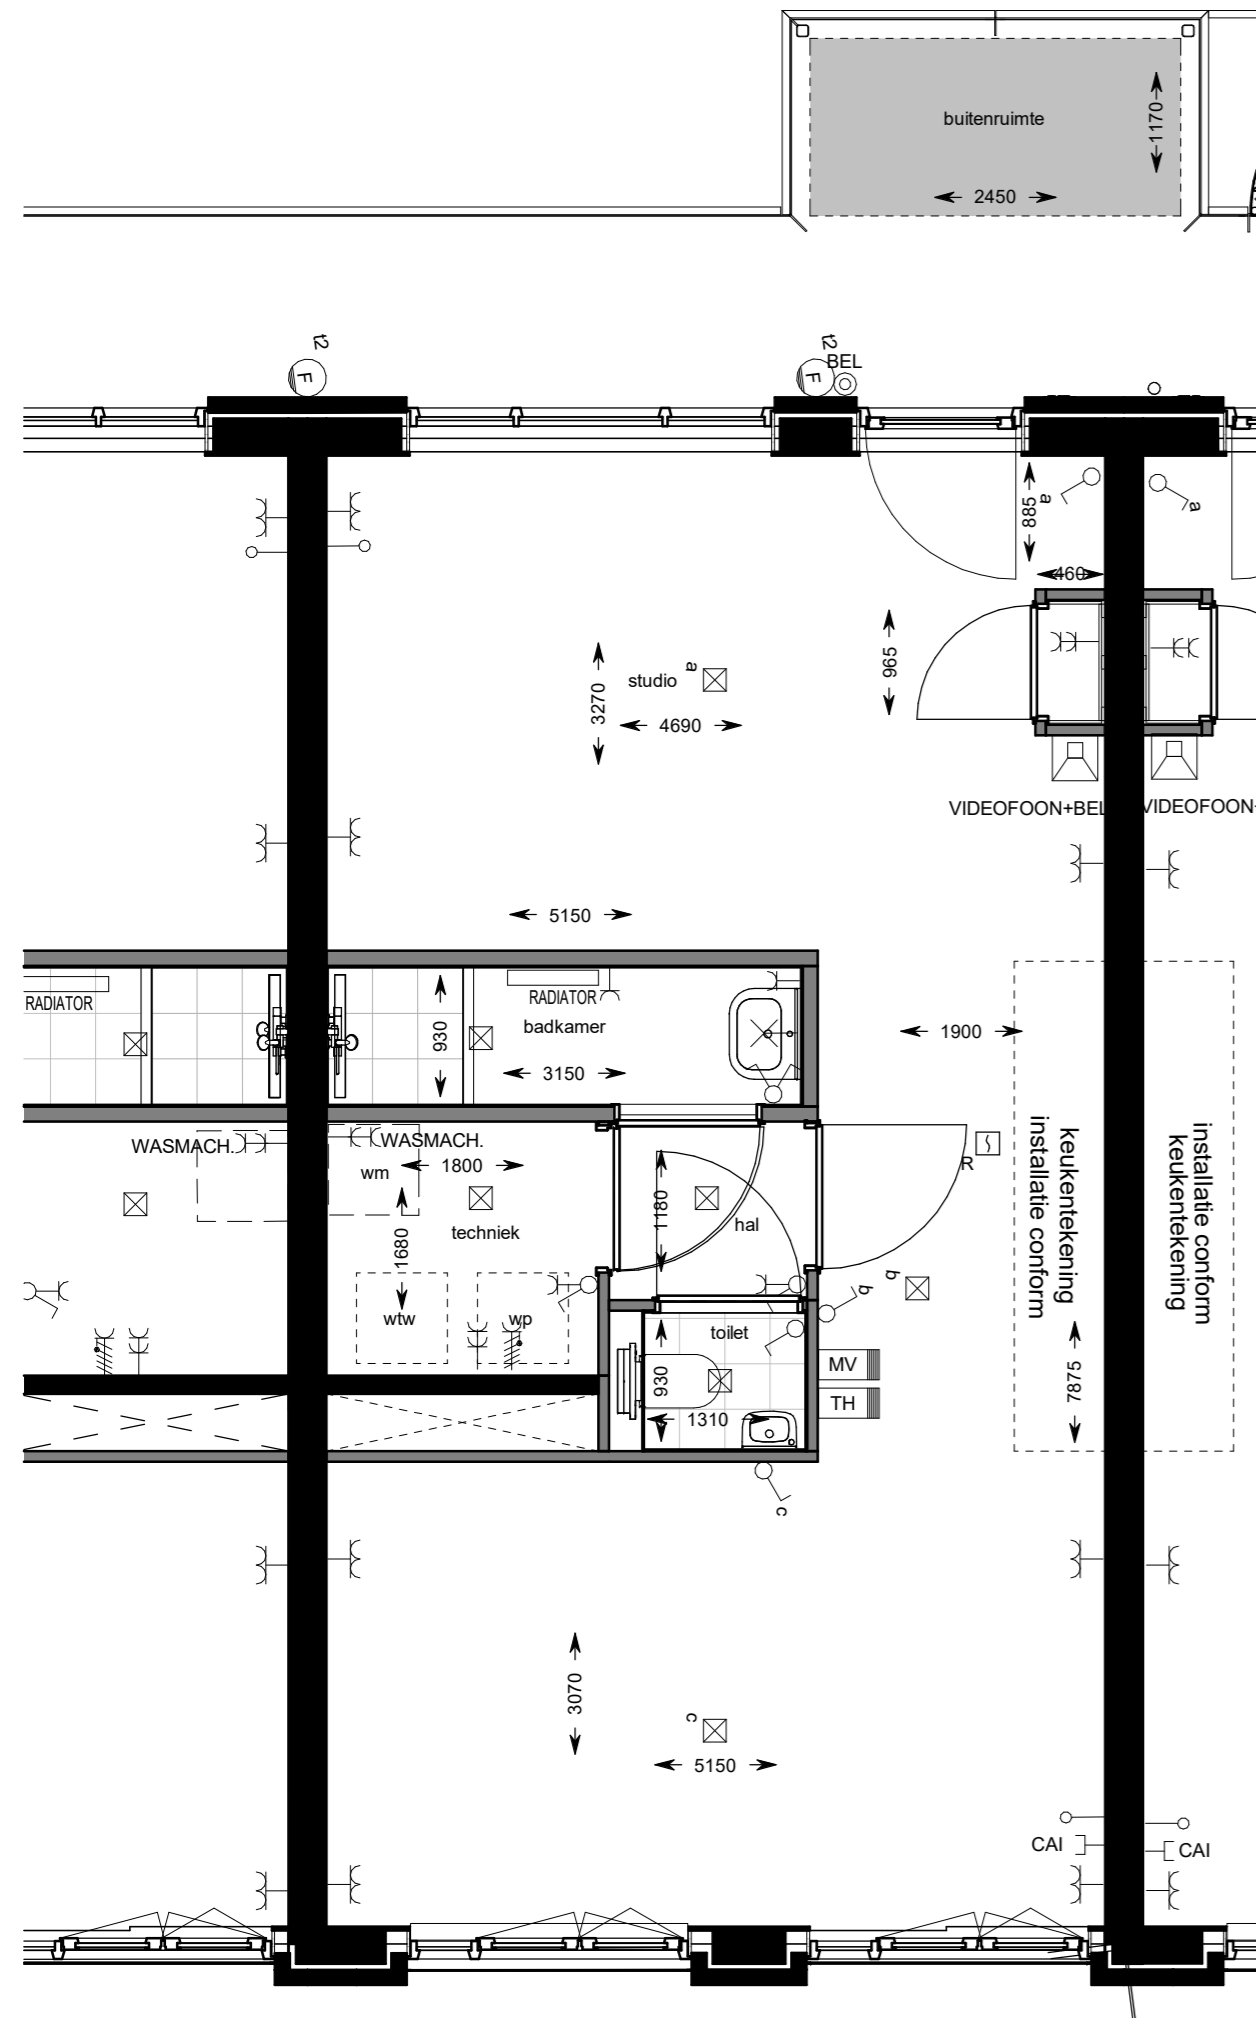 buitenruimte
1170
2450
t2
F
t2
F
BEL
885
a
a
460
965
studio
a
3270
4690
VIDEOFOON+BEL
VIDEOFOON+
5150
RADIATOR
930
RADIATOR
badkamer
3150
1900
WASMACH.
WASMACH.
wm
1800
1680
techniek
1180
hal
R
b
b
installatie conform
keukentekening
installatie conform
keukentekening
wtw
wp
toilet
930
1310
MV
TH
7875
c
3070
c
5150
CAI
CAI